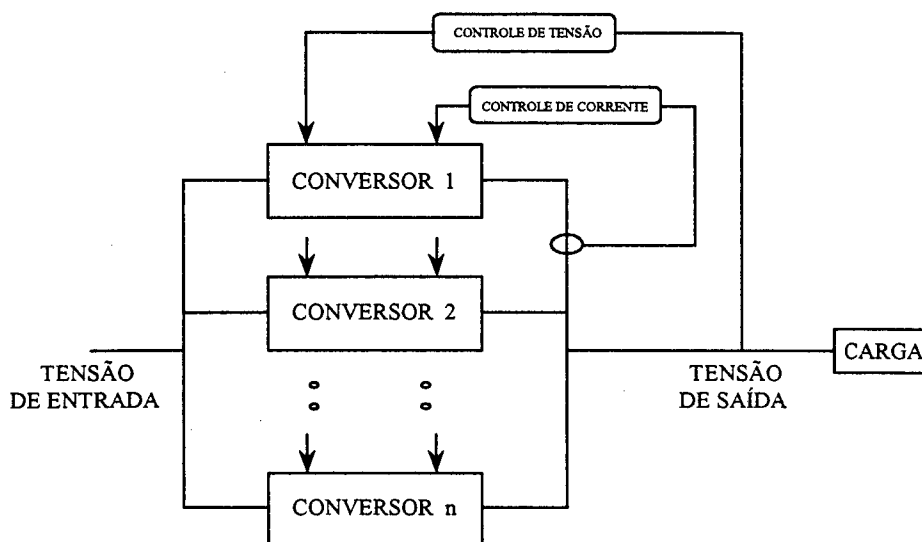 CONTROLE DE TENSÃO
CONTROLE DE CORRENTE
CONVERSOR 1
CONVERSOR 2
TENSÃO
DE ENTRADA
TENSÃO
DE SAÍDA
CARGA
CONVERSOR n